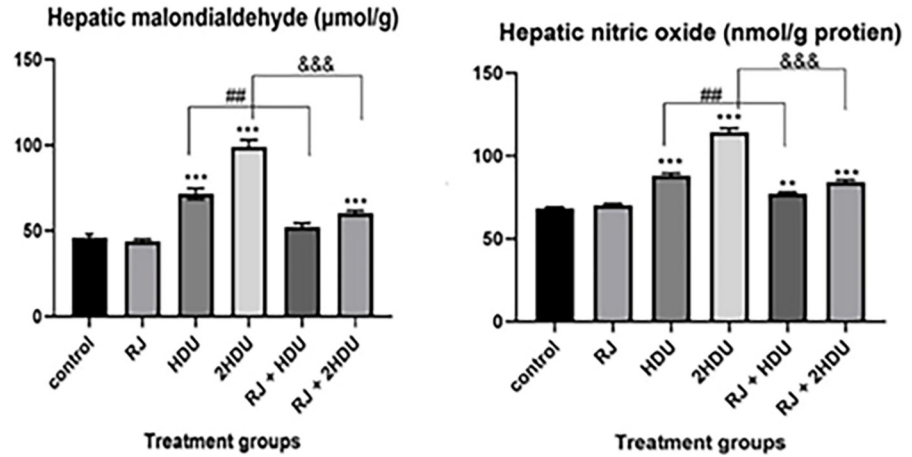 Hepatic malondialdehyde (µmol/g)
150
100
50
0
&&&
##
***
***
***
control
RJ
HDU
2HDU
RJ + HDU
RJ + 2HDU
Treatment groups
Hepatic nitric oxide (nmol/g protien)
150
100
50
0
&&&
##
***
***
**
***
control
RJ
HDU
2HDU
RJ + HDU
RJ + 2HDU
Treatment groups